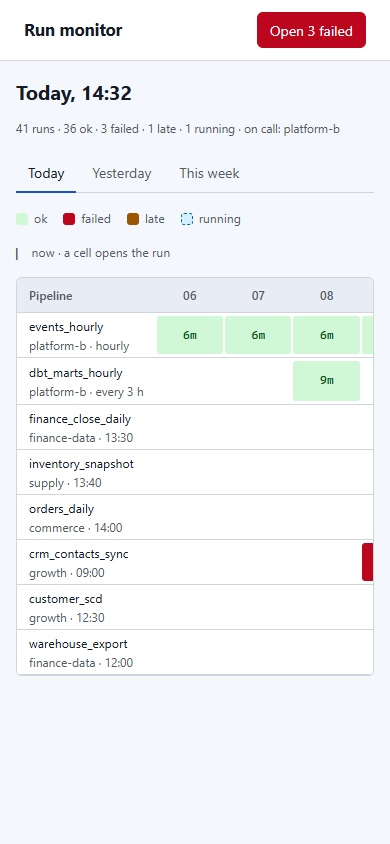 Run monitor
Open 3 failed
Today, 14:32
41 runs · 36 ok · 3 failed · 1 late · 1 running · on call: platform-b
Today Yesterday This week
ok failed late running
now · a cell opens the run
Pipeline 06 07 08
events_hourly
platform-b · hourly
6m 6m 6m
dbt_marts_hourly
platform-b · every 3 h
9m
finance_close_daily
finance-data · 13:30
inventory_snapshot
supply · 13:40
orders_daily
commerce · 14:00
crm_contacts_sync
growth · 09:00
customer_scd
growth · 12:30
warehouse_export
finance-data · 12:00